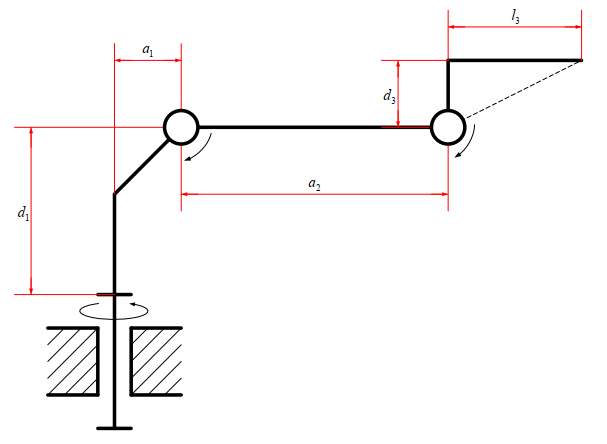 l₃
a₁
d₃
a₂
d₁